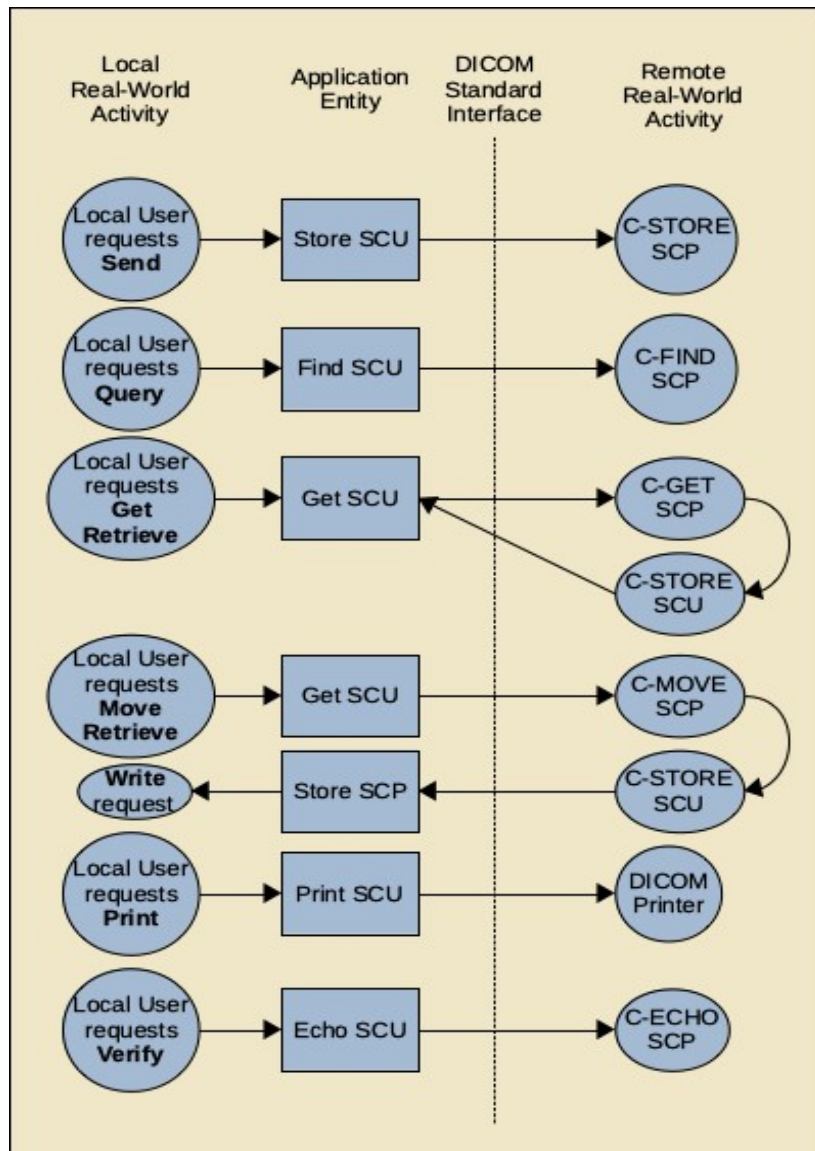 Local
Real-World
Activity
Application
Entity
DICOM
Standard
Interface
Remote
Real-World
Activity
Local User
requests
Send
Store SCU
C-STORE
SCP
Local User
requests
Query
Find SCU
C-FIND
SCP
Local User
requests
Get
Retrieve
Get SCU
C-GET
SCP
C-STORE
SCU
Local User
requests
Move
Retrieve
Get SCU
C-MOVE
SCP
Write
request
Store SCP
C-STORE
SCU
Local User
requests
Print
Print SCU
DICOM
Printer
Local User
requests
Verify
Echo SCU
C-ECHO
SCP